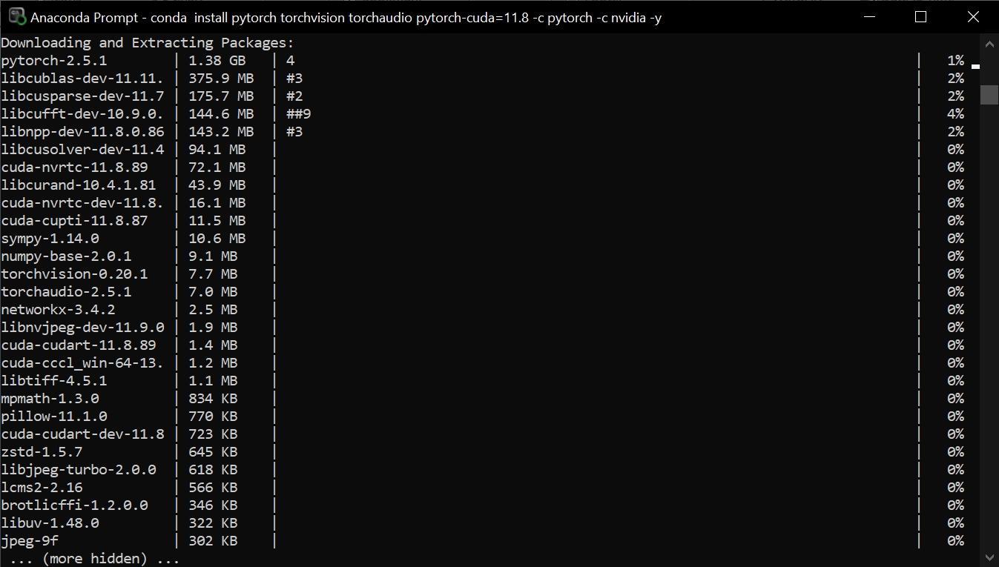 Anaconda Prompt - conda  install pytorch torchvision torchaudio pytorch-cuda=11.8 -c pytorch -c nvidia -y
Downloading and Extracting Packages:
pytorch-2.5.1        | 1.38 GB   | 4                                                                             |   1%
libcublas-dev-11.11. | 375.9 MB  | #3                                                                            |   2%
libcusparse-dev-11.7 | 175.7 MB  | #2                                                                            |   2%
libcufft-dev-10.9.0. | 144.6 MB  | ##9                                                                           |   4%
libnpp-dev-11.8.0.86 | 143.2 MB  | #3                                                                            |   2%
libcusolver-dev-11.4 | 94.1 MB   |                                                                               |   0%
cuda-nvrtc-11.8.89   | 72.1 MB   |                                                                               |   0%
libcurand-10.4.1.81  | 43.9 MB   |                                                                               |   0%
cuda-nvrtc-dev-11.8. | 16.1 MB   |                                                                               |   0%
cuda-cupti-11.8.87   | 11.5 MB   |                                                                               |   0%
sympy-1.14.0         | 10.6 MB   |                                                                               |   0%
numpy-base-2.0.1     | 9.1 MB    |                                                                               |   0%
torchvision-0.20.1   | 7.7 MB    |                                                                               |   0%
torchaudio-2.5.1     | 7.0 MB    |                                                                               |   0%
networkx-3.4.2       | 2.5 MB    |                                                                               |   0%
libnvjpeg-dev-11.9.0 | 1.9 MB    |                                                                               |   0%
cuda-cudart-11.8.89  | 1.4 MB    |                                                                               |   0%
cuda-cccl_win-64-13. | 1.2 MB    |                                                                               |   0%
libtiff-4.5.1        | 1.1 MB    |                                                                               |   0%
mpmath-1.3.0         | 834 KB    |                                                                               |   0%
pillow-11.1.0        | 770 KB    |                                                                               |   0%
cuda-cudart-dev-11.8 | 723 KB    |                                                                               |   0%
zstd-1.5.7           | 645 KB    |                                                                               |   0%
libjpeg-turbo-2.0.0  | 618 KB    |                                                                               |   0%
lcms2-2.16           | 566 KB    |                                                                               |   0%
brotlicffi-1.2.0.0   | 346 KB    |                                                                               |   0%
libuv-1.48.0         | 322 KB    |                                                                               |   0%
jpeg-9f              | 302 KB    |                                                                               |   0%
 ... (more hidden) ...